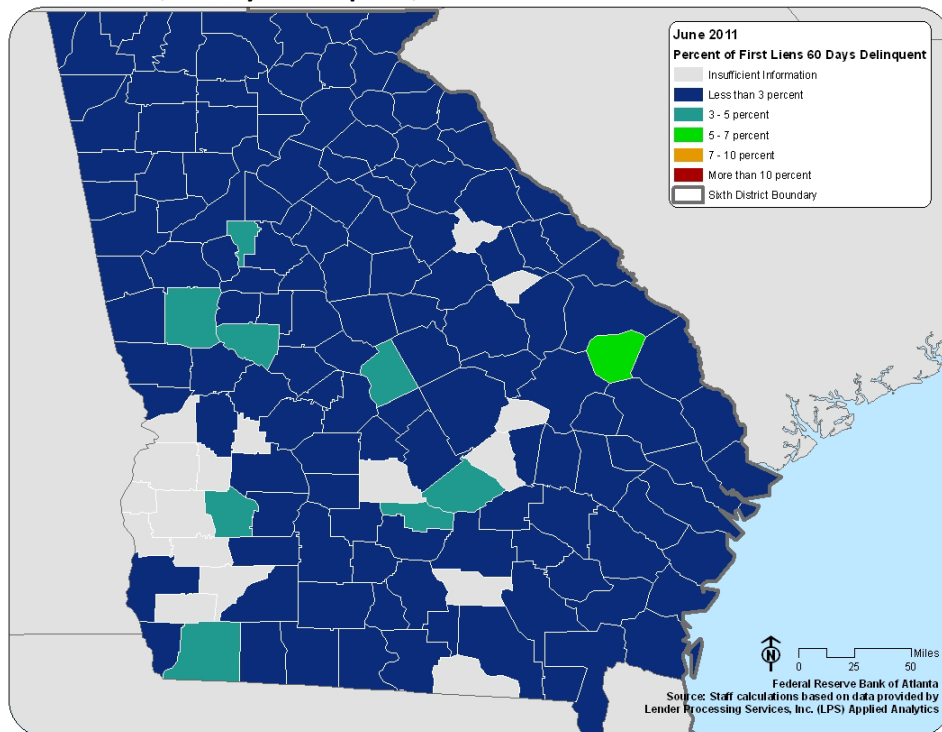 June 2011
Percent of First Liens 60 Days Delinquent
Insufficient Information
Less than 3 percent
3 - 5 percent
5 - 7 percent
7 - 10 percent
More than 10 percent
Sixth District Boundary
N
Miles
0 25 50
Federal Reserve Bank of Atlanta
Source: Staff calculations based on data provided by
Lender Processing Services, Inc. (LPS) Applied Analytics